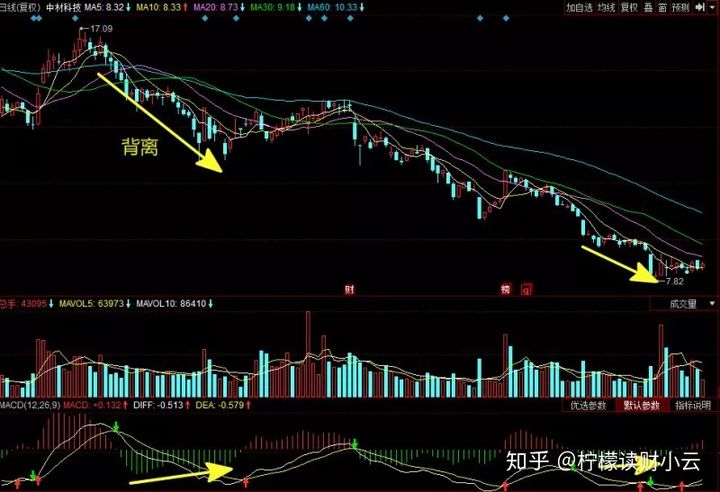 日线(复权) 中材科技 MA5: 8.32↓ MA10: 8.33↑ MA20: 8.73↓ MA30: 9.18↓ MA60: 10.33↓ 加自选 均线 复权 叠 窗 预测
17.09
背离
7.82
财 榜 q
总手: 43095↓ MAVOL5: 63973↓ MAVOL10: 86410↓ 成交量
MACD(12,26,9) MACD: +0.132↑ DIFF: -0.513↑ DEA: -0.579↑ 优选参数 默认参数 指标说明
知乎 @柠檬读财小云